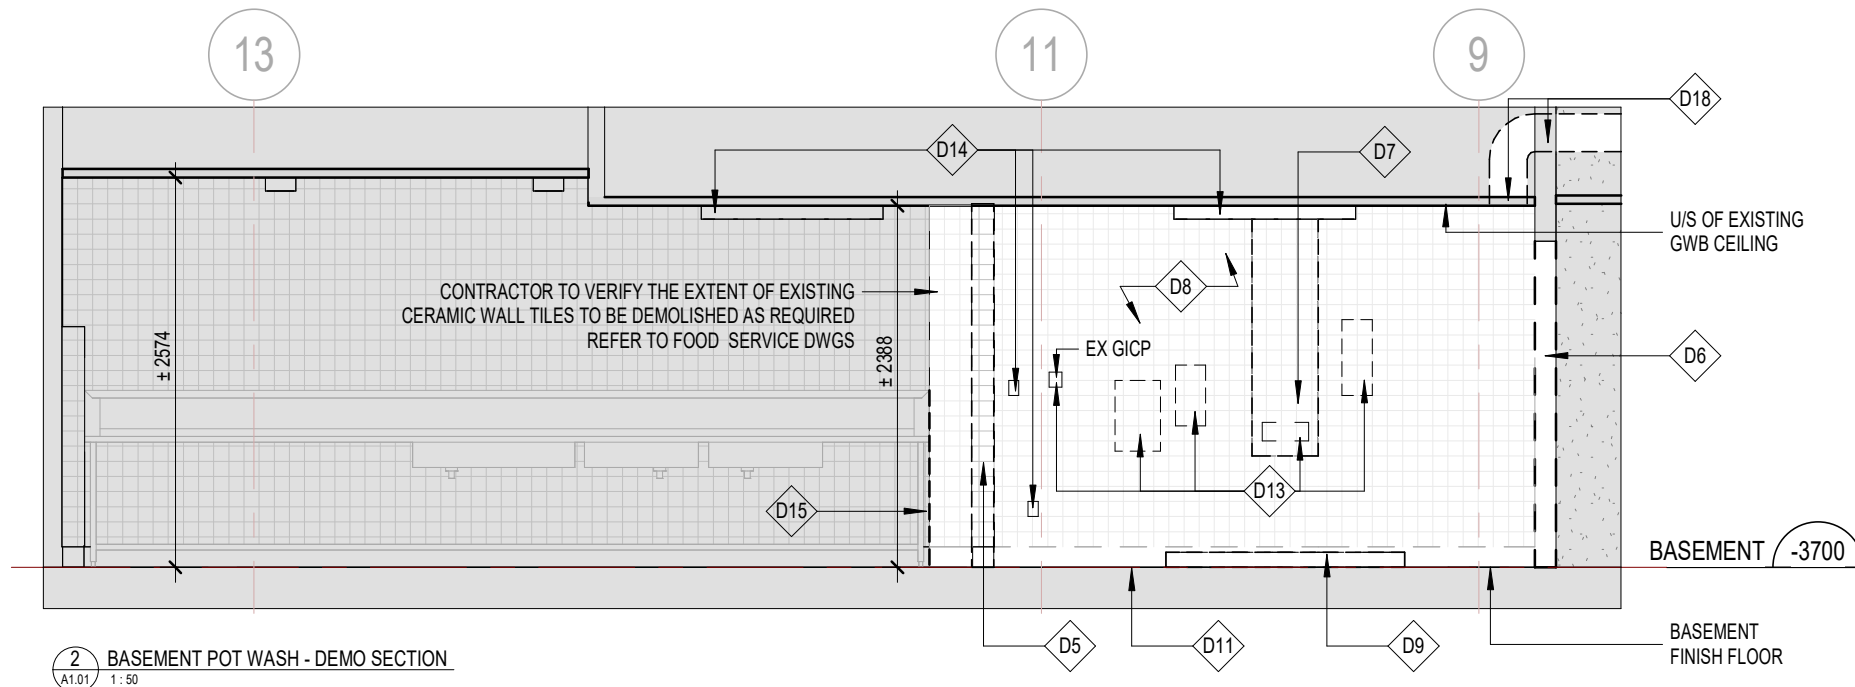 13
11
9
D18
D14
D7
U/S OF EXISTING
GWB CEILING
CONTRACTOR TO VERIFY THE EXTENT OF EXISTING
CERAMIC WALL TILES TO BE DEMOLISHED AS REQUIRED
REFER TO FOOD SERVICE DWGS
D8
± 2574
± 2388
EX GICP
D6
D13
D15
BASEMENT
-3700
D5
D11
D9
BASEMENT
FINISH FLOOR
2
A1.01
BASEMENT POT WASH - DEMO SECTION
1 : 50